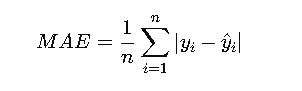 MAE = \frac{1}{n} \sum_{i=1}^{n} |y_i - \hat{y}_i|